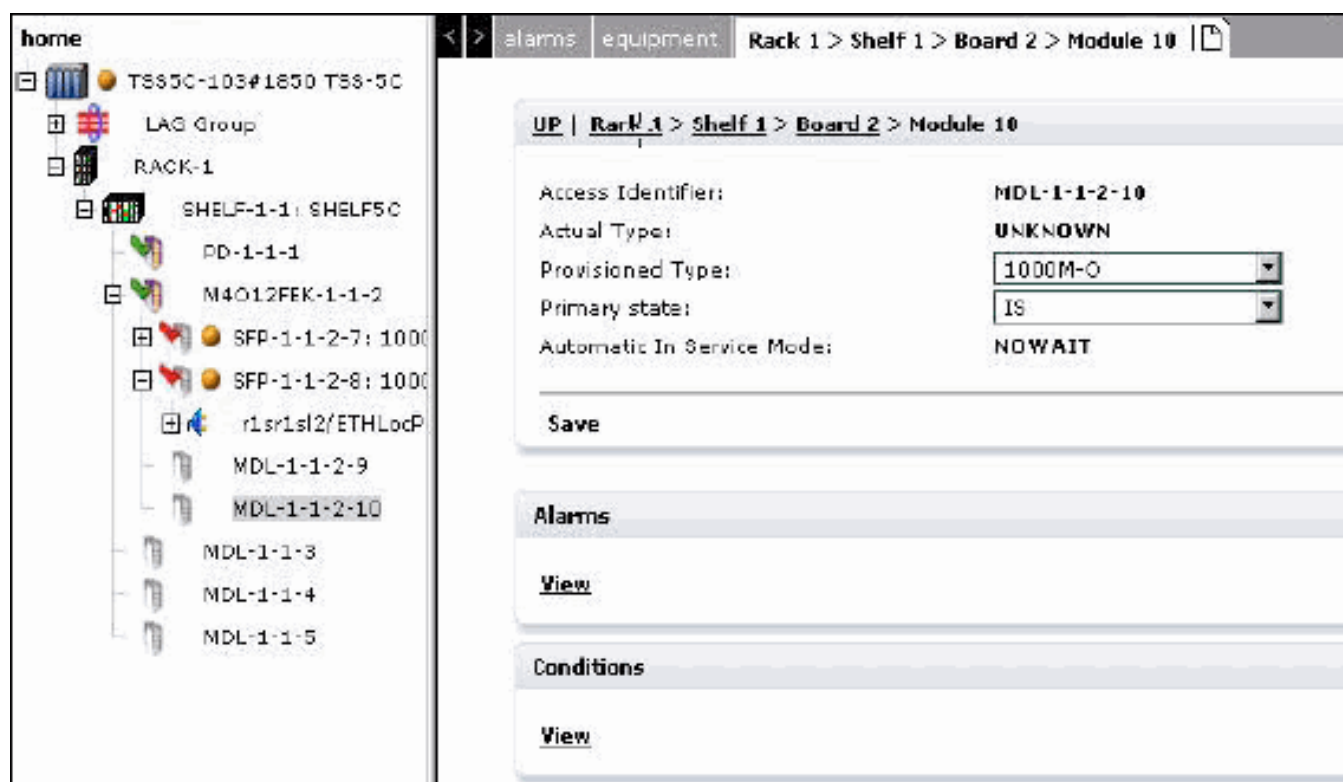 home
TSS5C-103#1850 TSS-5C
LAG Group
RACK-1
SHELF-1-1: SHELF5C
PD-1-1-1
M4O12FEK-1-1-2
SFP-1-1-2-7: 1000
SFP-1-1-2-8: 1000
r1sr1sl2/ETHLocP
MDL-1-1-2-9
MDL-1-1-2-10
MDL-1-1-3
MDL-1-1-4
MDL-1-1-5
< > alarms equipment Rack 1 > Shelf 1 > Board 2 > Module 10
UP | Rack 1 > Shelf 1 > Board 2 > Module 10
Access Identifier: MDL-1-1-2-10
Actual Type: UNKNOWN
Provisioned Type: 1000M-O
Primary state: IS
Automatic In Service Mode: NOWAIT
Save
Alarms
View
Conditions
View